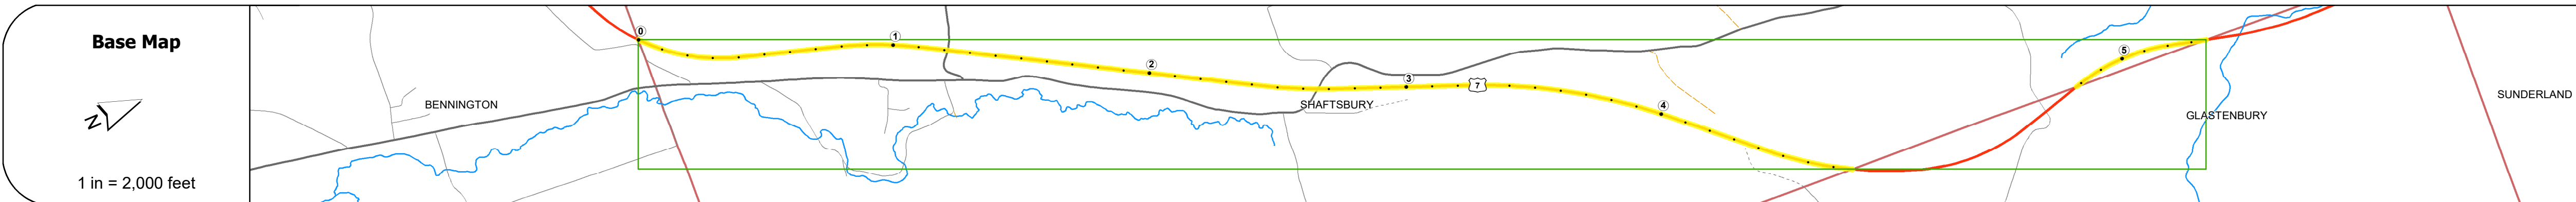 Base Map
N
1 in = 2,000 feet
BENNINGTON
0
1
2
3
7
4
5
SHAFTSBURY
GLASTENBURY
SUNDERLAND